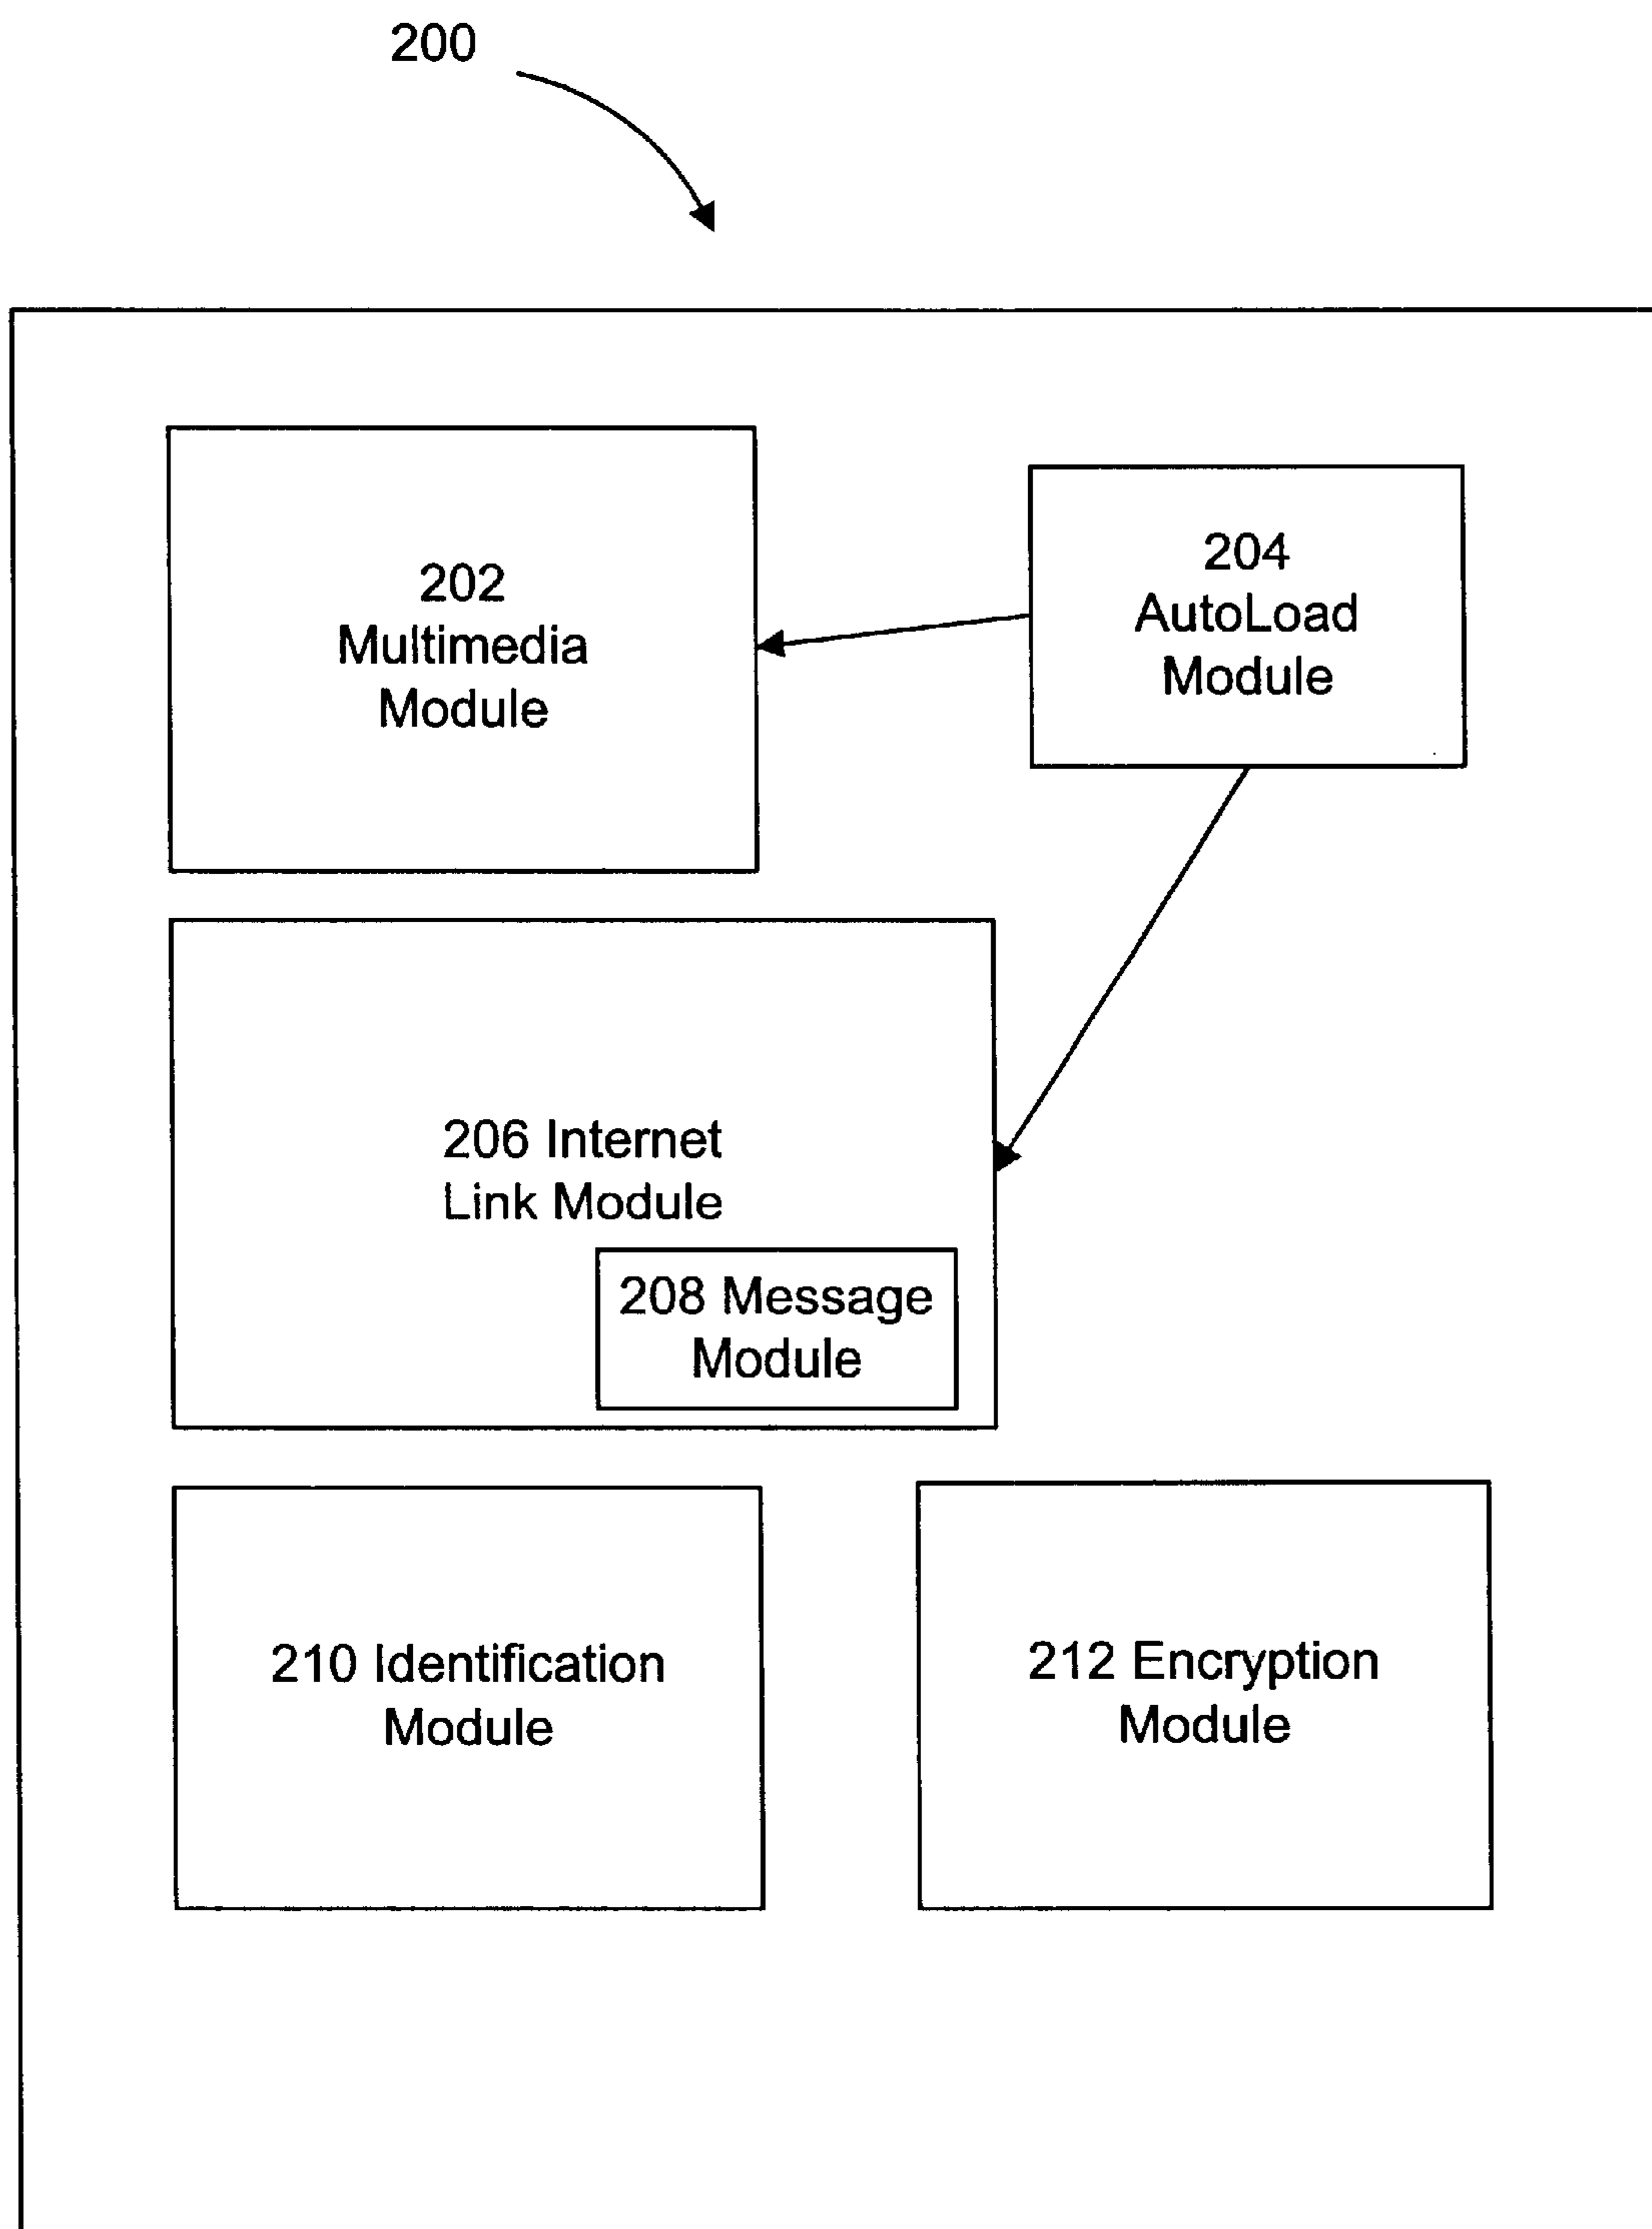 200
202
Multimedia
Module
204
AutoLoad
Module
206 Internet
Link Module
208 Message
Module
210 Identification
Module
212 Encryption
Module